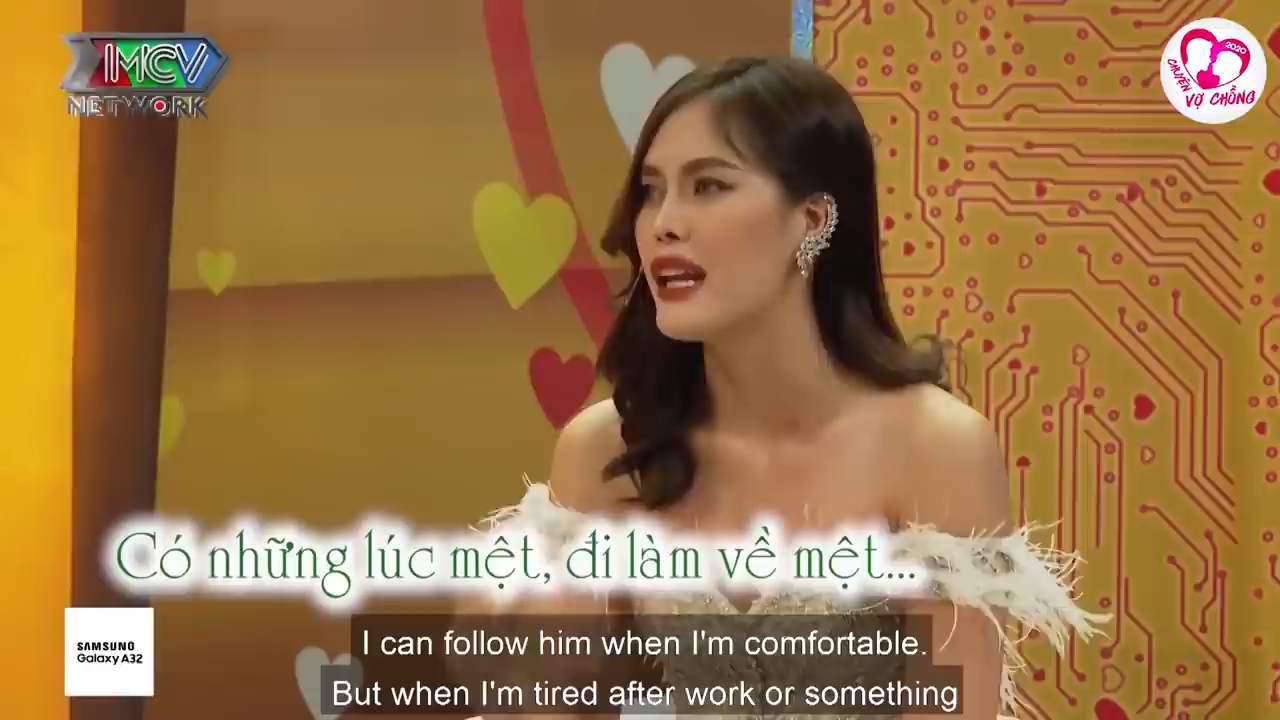 MCV
NETWORK
2020
CHUYỆN
VỢ CHỒNG
Có những lúc mệt, đi làm về mệt...
SAMSUNG
Galaxy A32
I can follow him when I'm comfortable.
But when I'm tired after work or something